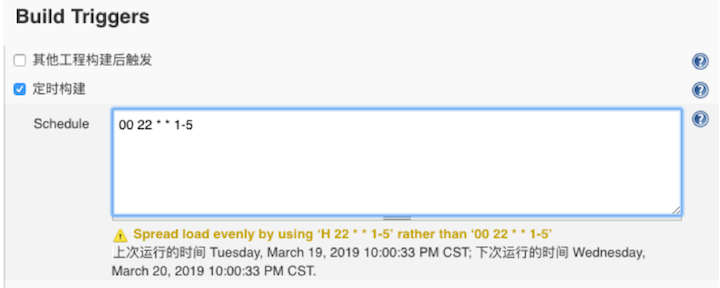 Build Triggers
其他工程构建后触发
定时构建
Schedule
00 22 * * 1-5
Spread load evenly by using ‘H 22 * * 1-5’ rather than ‘00 22 * * 1-5’
上次运行的时间 Tuesday, March 19, 2019 10:00:33 PM CST; 下次运行的时间 Wednesday,
March 20, 2019 10:00:33 PM CST.